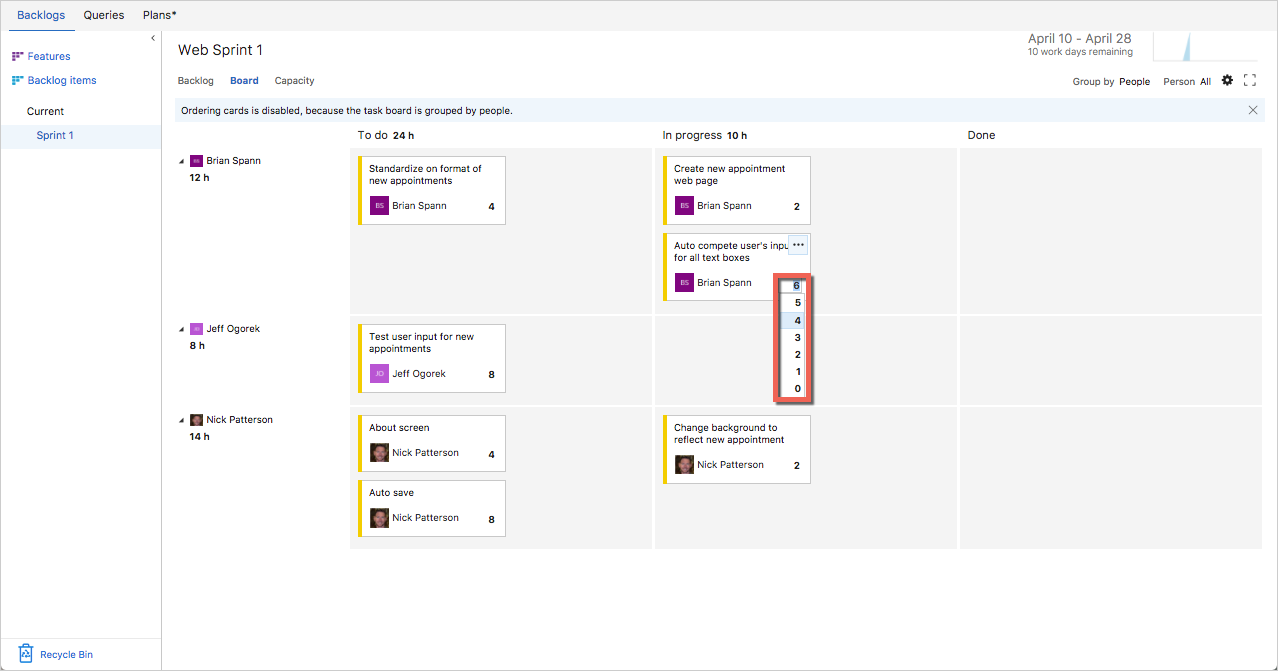 Backlogs Queries Plans*
Features
Backlog items
Current
Sprint 1
Recycle Bin
Web Sprint 1
April 10 - April 28
10 work days remaining
Backlog Board Capacity
Group by People Person All
Ordering cards is disabled, because the task board is grouped by people.
To do 24 h
In progress 10 h
Done
Brian Spann
12 h
Standardize on format of
new appointments
BS Brian Spann 4
Create new appointment
web page
BS Brian Spann 2
Auto compete user's inpu
for all text boxes
BS Brian Spann
6
5
4
3
2
1
0
Jeff Ogorek
8 h
Test user input for new
appointments
JO Jeff Ogorek 8
Nick Patterson
14 h
About screen
Nick Patterson 4
Auto save
Nick Patterson 8
Change background to
reflect new appointment
Nick Patterson 2